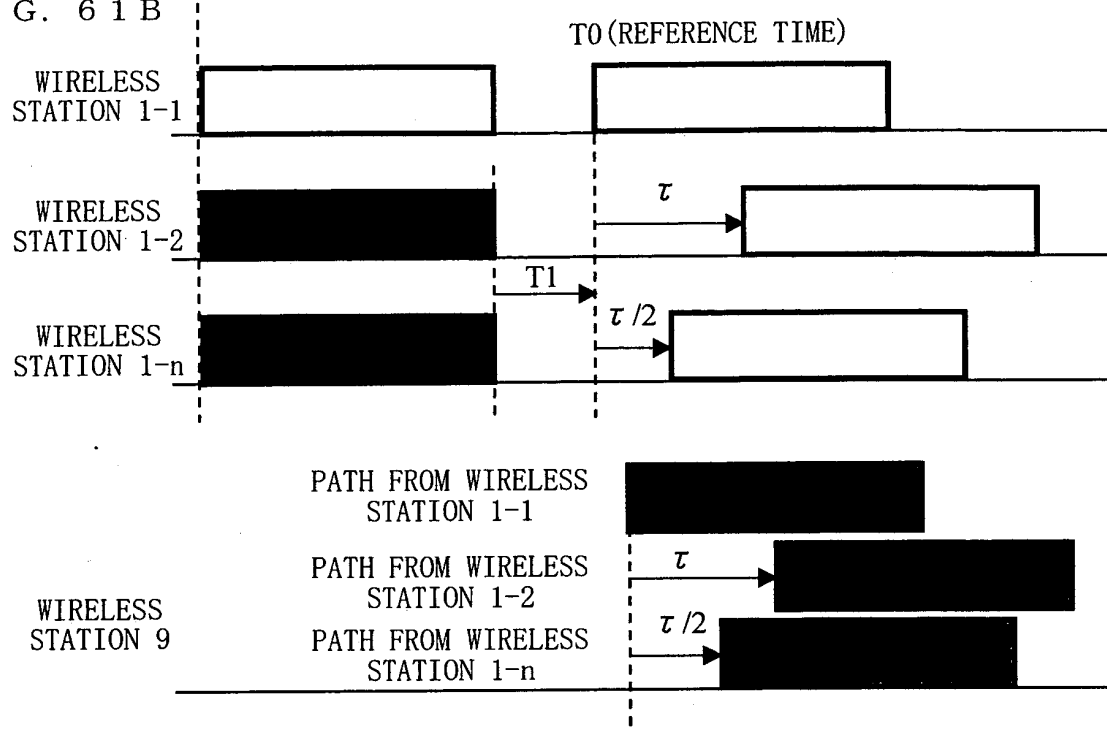 G. 61B
T0(REFERENCE TIME)
WIRELESS
STATION 1-1
WIRELESS
STATION 1-2
τ
T1
WIRELESS
STATION 1-n
τ/2
PATH FROM WIRELESS
STATION 1-1
PATH FROM WIRELESS
STATION 1-2
τ
WIRELESS
STATION 9
PATH FROM WIRELESS
STATION 1-n
τ/2